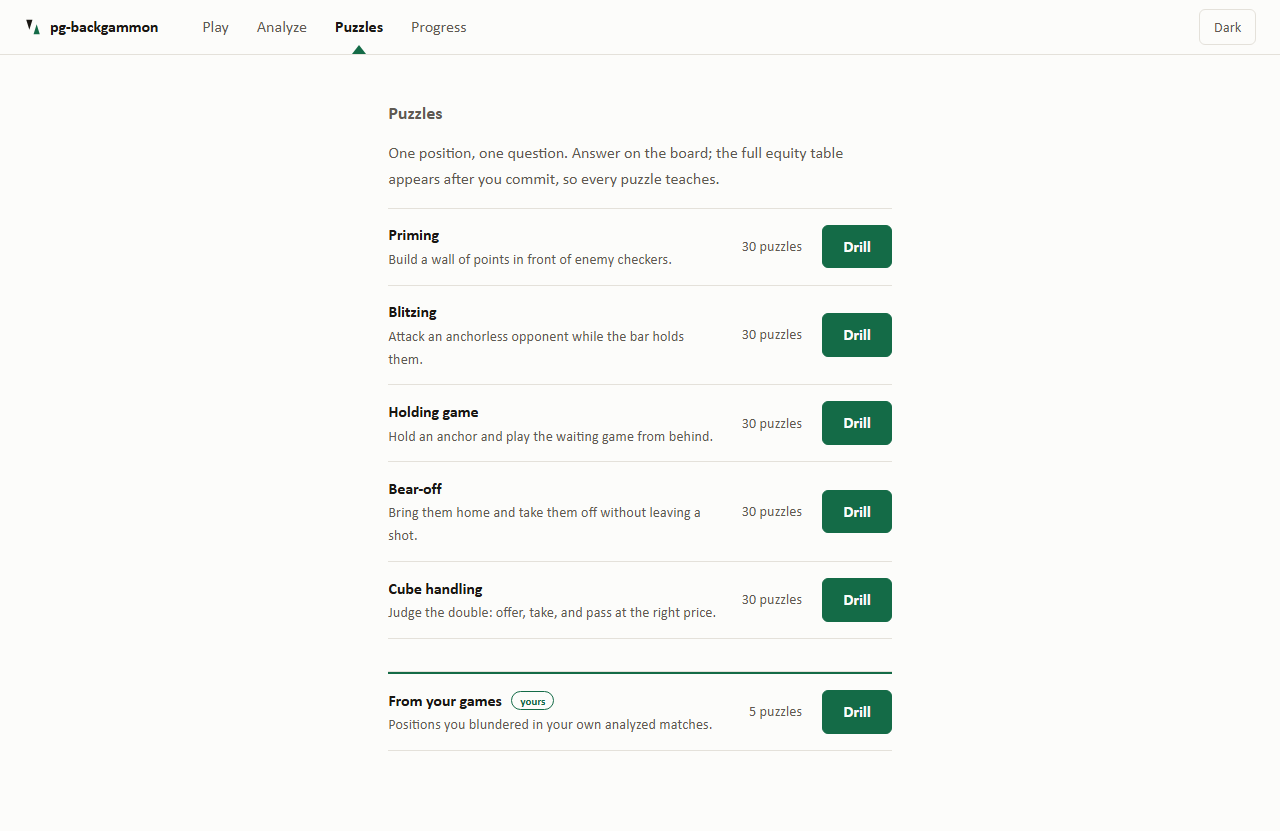 pg-backgammon Play Analyze Puzzles Progress Dark
Puzzles
One position, one question. Answer on the board; the full equity table
appears after you commit, so every puzzle teaches.
Priming
Build a wall of points in front of enemy checkers.
30 puzzles
Drill
Blitzing
Attack an anchorless opponent while the bar holds
them.
30 puzzles
Drill
Holding game
Hold an anchor and play the waiting game from behind.
30 puzzles
Drill
Bear-off
Bring them home and take them off without leaving a
shot.
30 puzzles
Drill
Cube handling
Judge the double: offer, take, and pass at the right price.
30 puzzles
Drill
From your games yours
Positions you blundered in your own analyzed matches.
5 puzzles
Drill